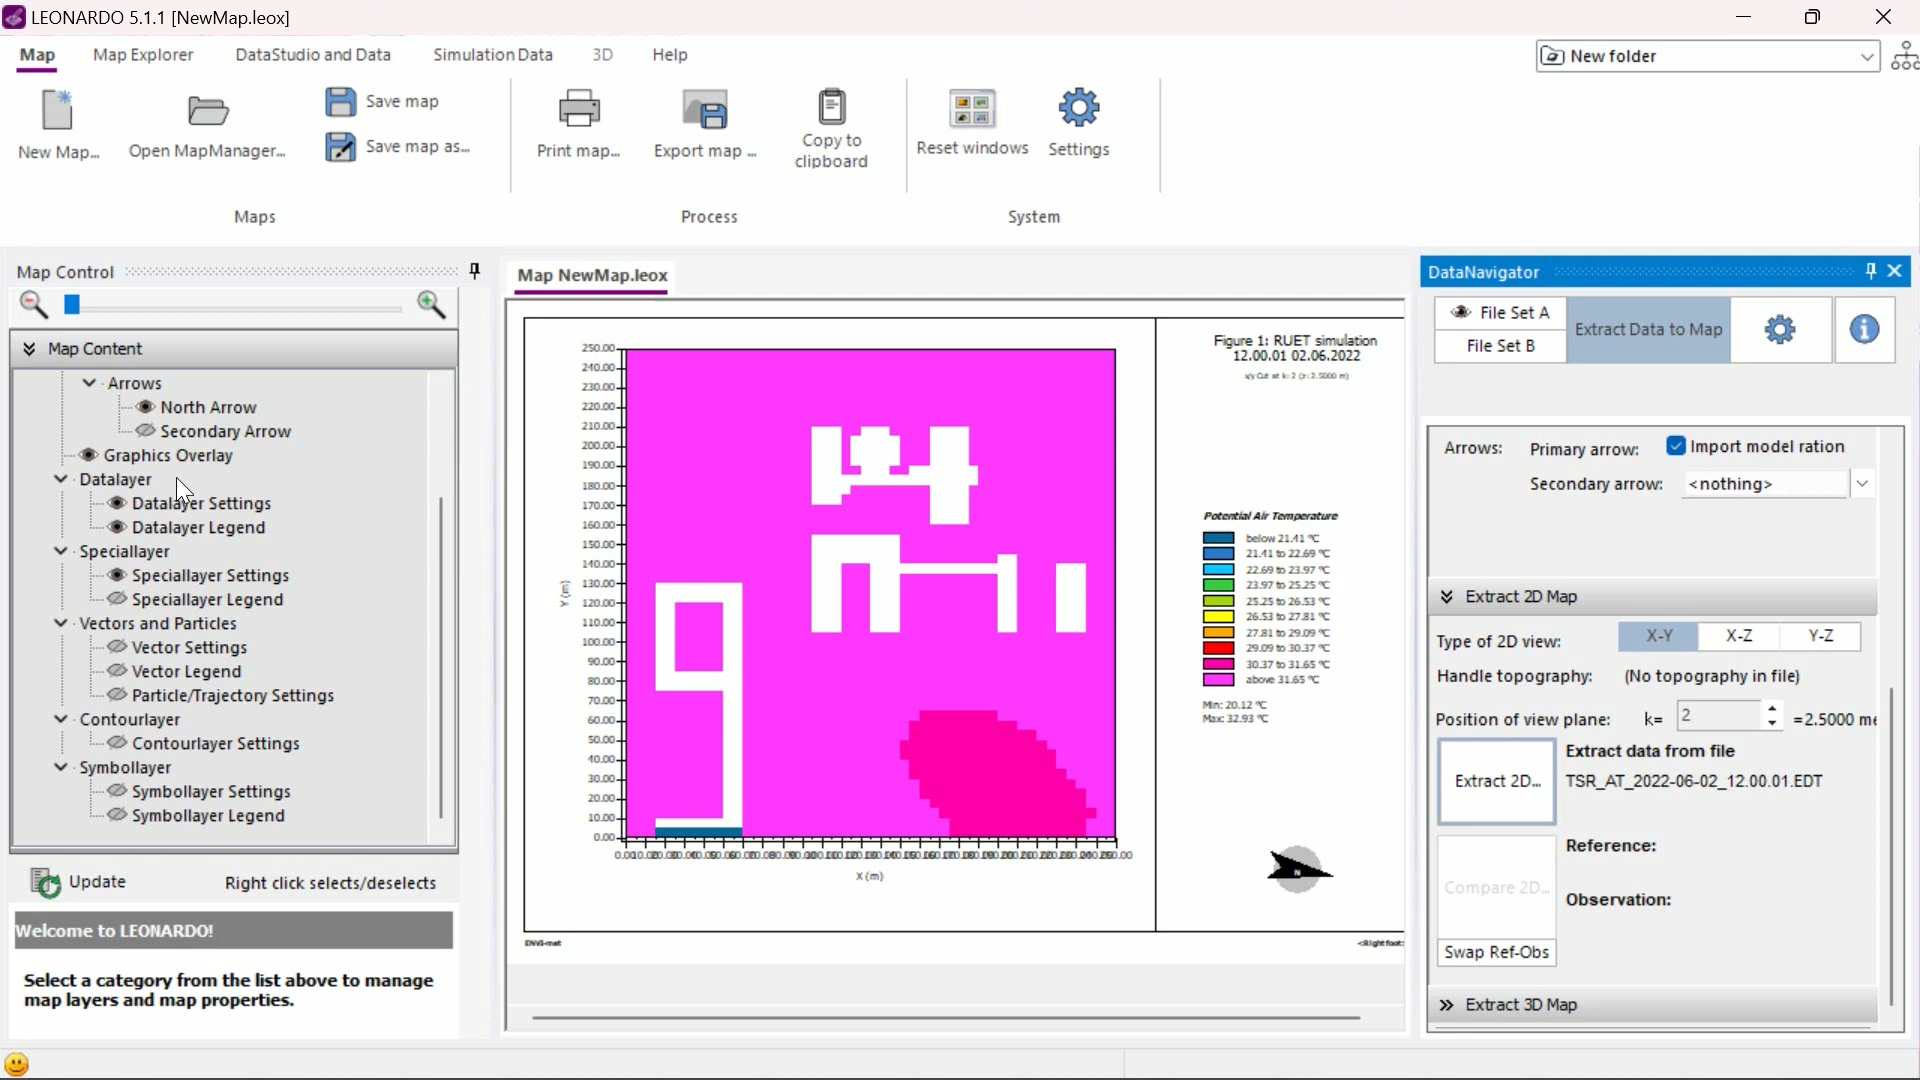 LEONARDO 5.1.1 [NewMap.leox]
Map Map Explorer DataStudio and Data Simulation Data 3D Help
New folder
New Map...
Open MapManager...
Save map
Save map as...
Print map...
Export map ...
Copy to
clipboard
Reset windows
Settings
Maps
Process
System
Map Control
Map Content
Arrows
North Arrow
Secondary Arrow
Graphics Overlay
Datalayer
Datalayer Settings
Datalayer Legend
Speciallayer
Speciallayer Settings
Speciallayer Legend
Vectors and Particles
Vector Settings
Vector Legend
Particle/Trajectory Settings
Contourlayer
Contourlayer Settings
Symbollayer
Symbollayer Settings
Symbollayer Legend
Update
Right click selects/deselects
Welcome to LEONARDO!
Select a category from the list above to manage
map layers and map properties.
Map NewMap.leox
250.00
240.00
230.00
220.00
210.00
200.00
190.00
180.00
170.00
160.00
150.00
140.00
130.00
120.00
110.00
100.00
90.00
80.00
70.00
60.00
50.00
40.00
30.00
20.00
10.00
0.00
Y (m)
X (m)
Figure 1: RUET simulation
12.00.01 02.06.2022
x/y Cut at k=2 (z=2.5000 m)
Potential Air Temperature
below 21.41 °C
21.41 to 22.69 °C
22.69 to 23.97 °C
23.97 to 25.25 °C
25.25 to 26.53 °C
26.53 to 27.81 °C
27.81 to 29.09 °C
29.09 to 30.37 °C
30.37 to 31.65 °C
above 31.65 °C
Min: 20.12 °C
Max: 32.93 °C
N
ENVI-met
<Right foot:
DataNavigator
File Set A
File Set B
Extract Data to Map
Arrows: Primary arrow: Import model ration
Secondary arrow: <nothing>
Extract 2D Map
Type of 2D view: X-Y X-Z Y-Z
Handle topography: (No topography in file)
Position of view plane: k= 2 =2.5000 me
Extract 2D...
Extract data from file
TSR_AT_2022-06-02_12.00.01.EDT
Compare 2D...
Reference:
Observation:
Swap Ref-Obs
Extract 3D Map